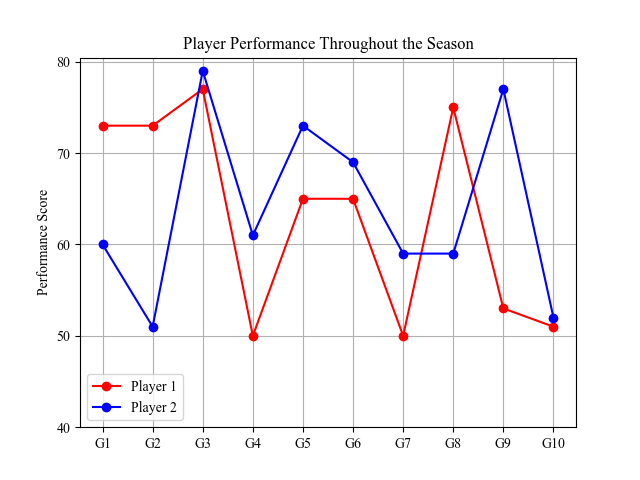 Player Performance Throughout the Season
Performance Score
80
70
60
50
40
Player 1
Player 2
G1 G2 G3 G4 G5 G6 G7 G8 G9 G10